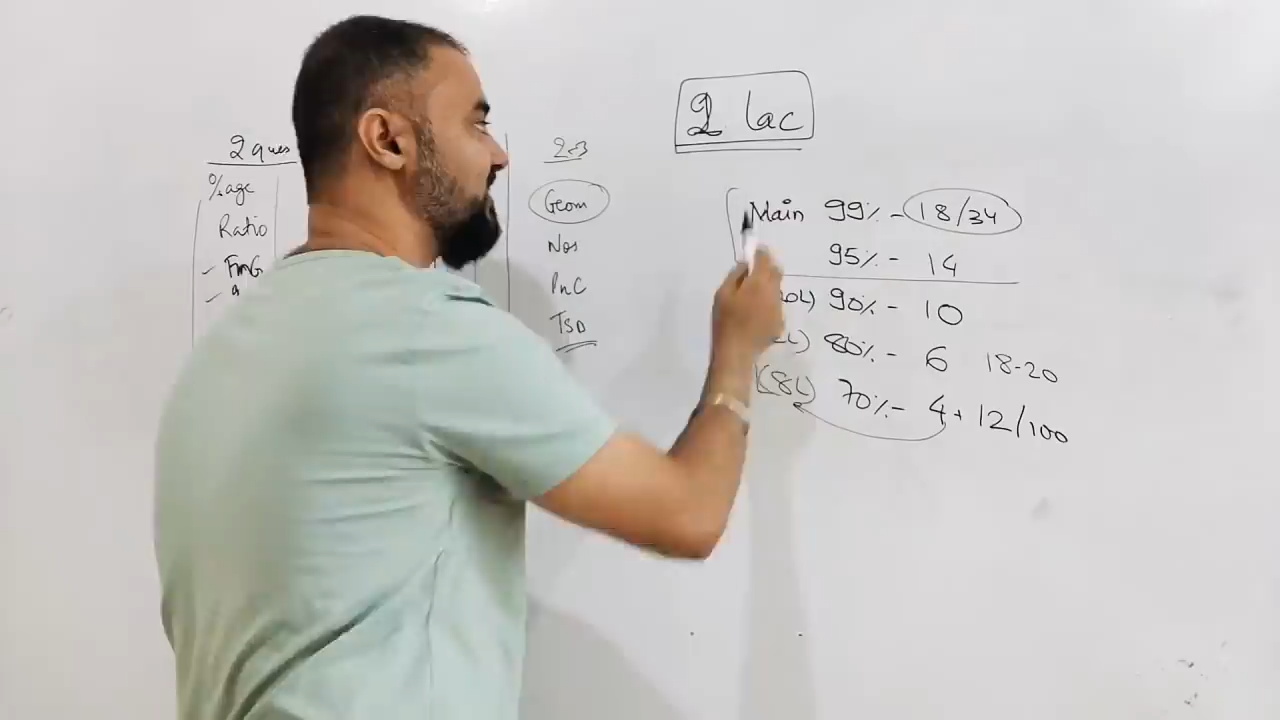 2 lac
2 ques
%age
Ratio
2-3
Geom
Nos
PnC
TSD
Main 99% - 18/34
95% - 14
90% - 10
80% - 6 18-20
(8L) 70% - 4 + 12/100